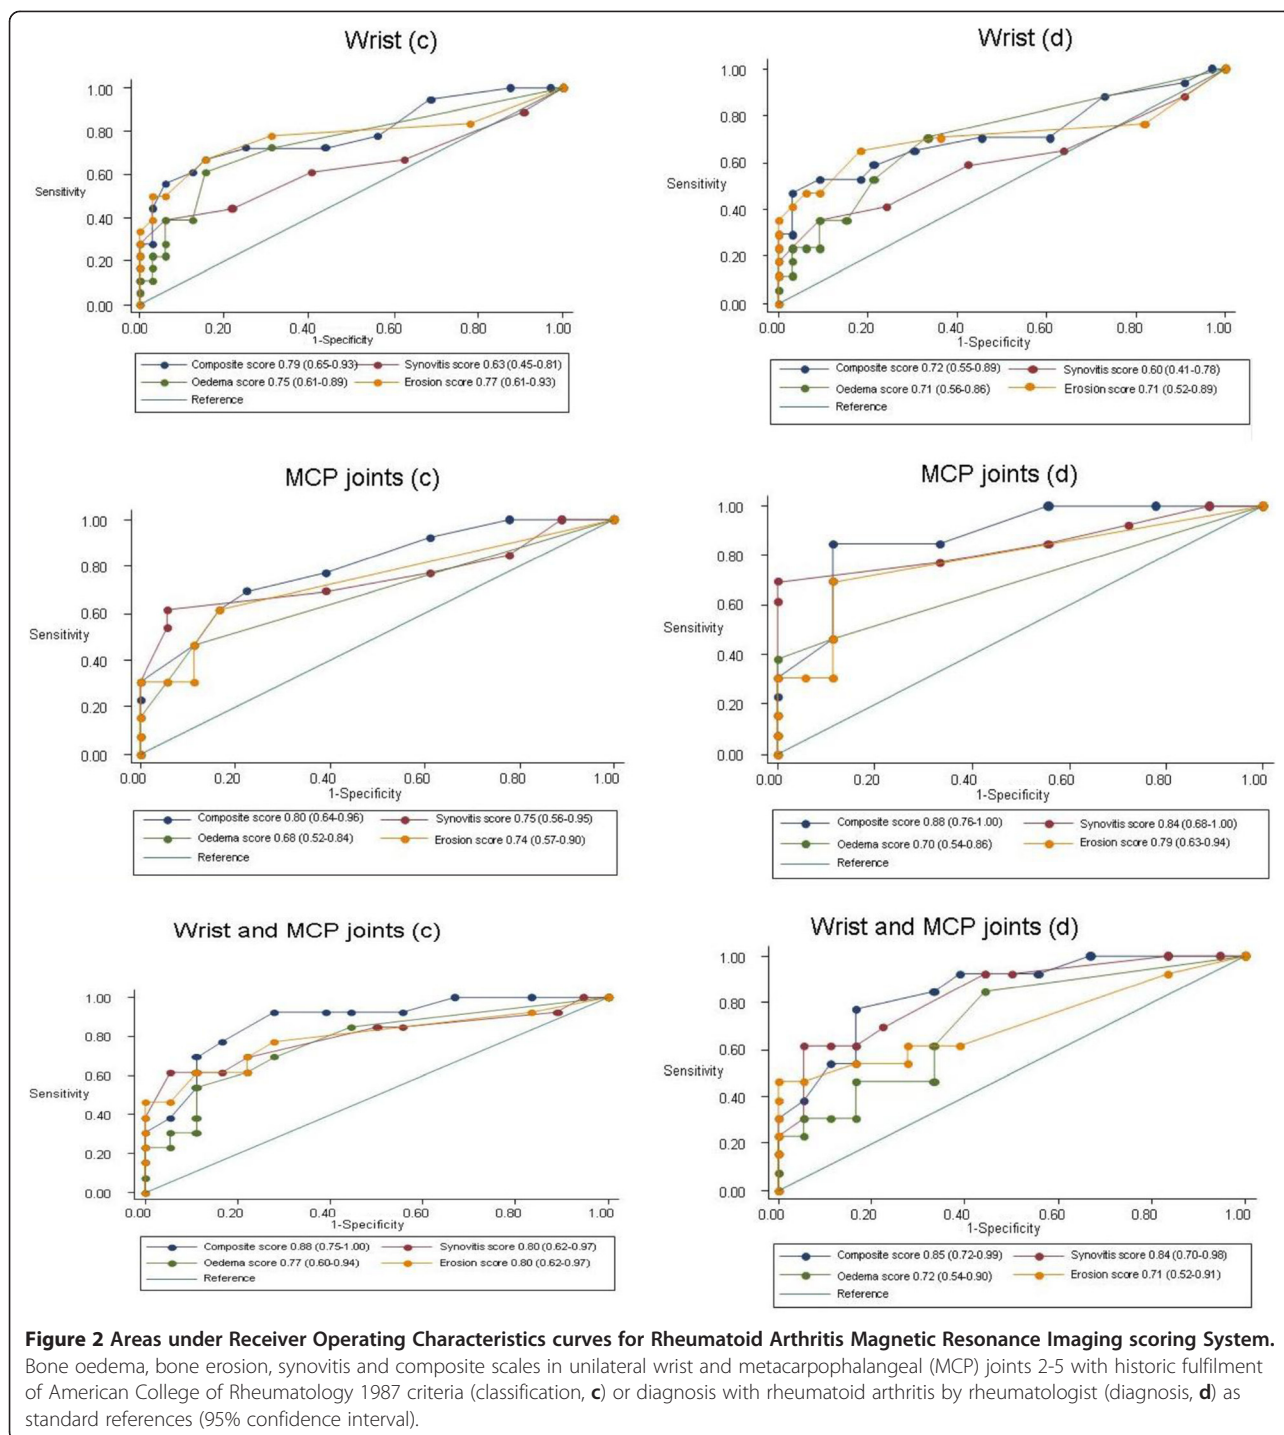 Wrist (c)
1.00
0.80
0.60
Sensitivity
0.40
0.20
0.00
0.00 0.20 0.40 0.60 0.80 1.00
1-Specificity
Composite score 0.79 (0.65-0.93) Synovitis score 0.63 (0.45-0.81)
Oedema score 0.75 (0.61-0.89) Erosion score 0.77 (0.61-0.93)
Reference
Wrist (d)
1.00
0.80
0.60
Sensitivity
0.40
0.20
0.00
0.00 0.20 0.40 0.60 0.80 1.00
1-Specificity
Composite score 0.72 (0.55-0.89) Synovitis score 0.60 (0.41-0.78)
Oedema score 0.71 (0.56-0.86) Erosion score 0.71 (0.52-0.89)
Reference
MCP joints (c)
1.00
0.80
0.60
Sensitivity
0.40
0.20
0.00
0.00 0.20 0.40 0.60 0.80 1.00
1-Specificity
Composite score 0.80 (0.64-0.96) Synovitis score 0.75 (0.56-0.95)
Oedema score 0.68 (0.52-0.84) Erosion score 0.74 (0.57-0.90)
Reference
MCP joints (d)
1.00
0.80
0.60
Sensitivity
0.40
0.20
0.00
0.00 0.20 0.40 0.60 0.80 1.00
1-Specificity
Composite score 0.88 (0.76-1.00) Synovitis score 0.84 (0.68-1.00)
Oedema score 0.70 (0.54-0.86) Erosion score 0.79 (0.63-0.94)
Reference
Wrist and MCP joints (c)
1.00
0.80
0.60
Sensitivity
0.40
0.20
0.00
0.00 0.20 0.40 0.60 0.80 1.00
1-Specificity
Composite score 0.88 (0.75-1.00) Synovitis score 0.80 (0.62-0.97)
Oedema score 0.77 (0.60-0.94) Erosion score 0.80 (0.62-0.97)
Reference
Wrist and MCP joints (d)
1.00
0.80
0.60
Sensitivity
0.40
0.20
0.00
0.00 0.20 0.40 0.60 0.80 1.00
1-Specificity
Composite score 0.85 (0.72-0.99) Synovitis score 0.84 (0.70-0.98)
Oedema score 0.72 (0.54-0.90) Erosion score 0.71 (0.52-0.91)
Reference
Figure 2 Areas under Receiver Operating Characteristics curves for Rheumatoid Arthritis Magnetic Resonance Imaging scoring System.
Bone oedema, bone erosion, synovitis and composite scales in unilateral wrist and metacarpophalangeal (MCP) joints 2-5 with historic fulfilment
of American College of Rheumatology 1987 criteria (classification, c) or diagnosis with rheumatoid arthritis by rheumatologist (diagnosis, d) as
standard references (95% confidence interval).